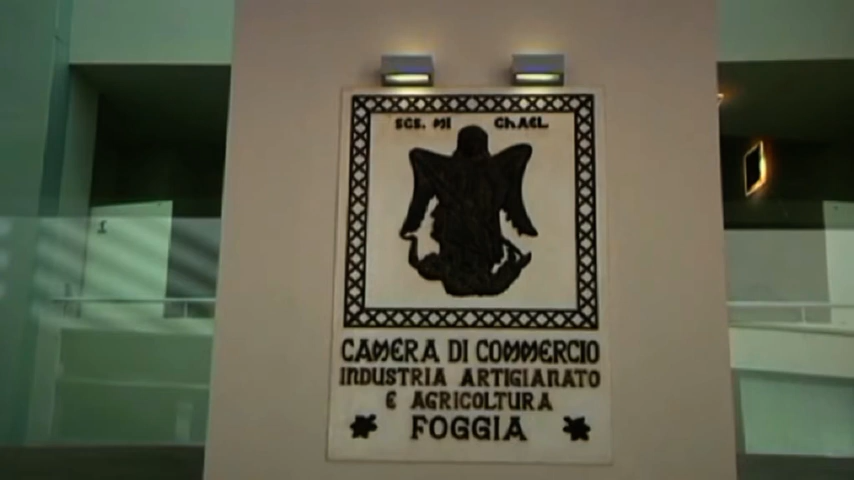 SCS. MI CHAEL
CAMERA DI COMMERCIO
INDUSTRIA ARTIGIANATO
E AGRICOLTURA
FOGGIA